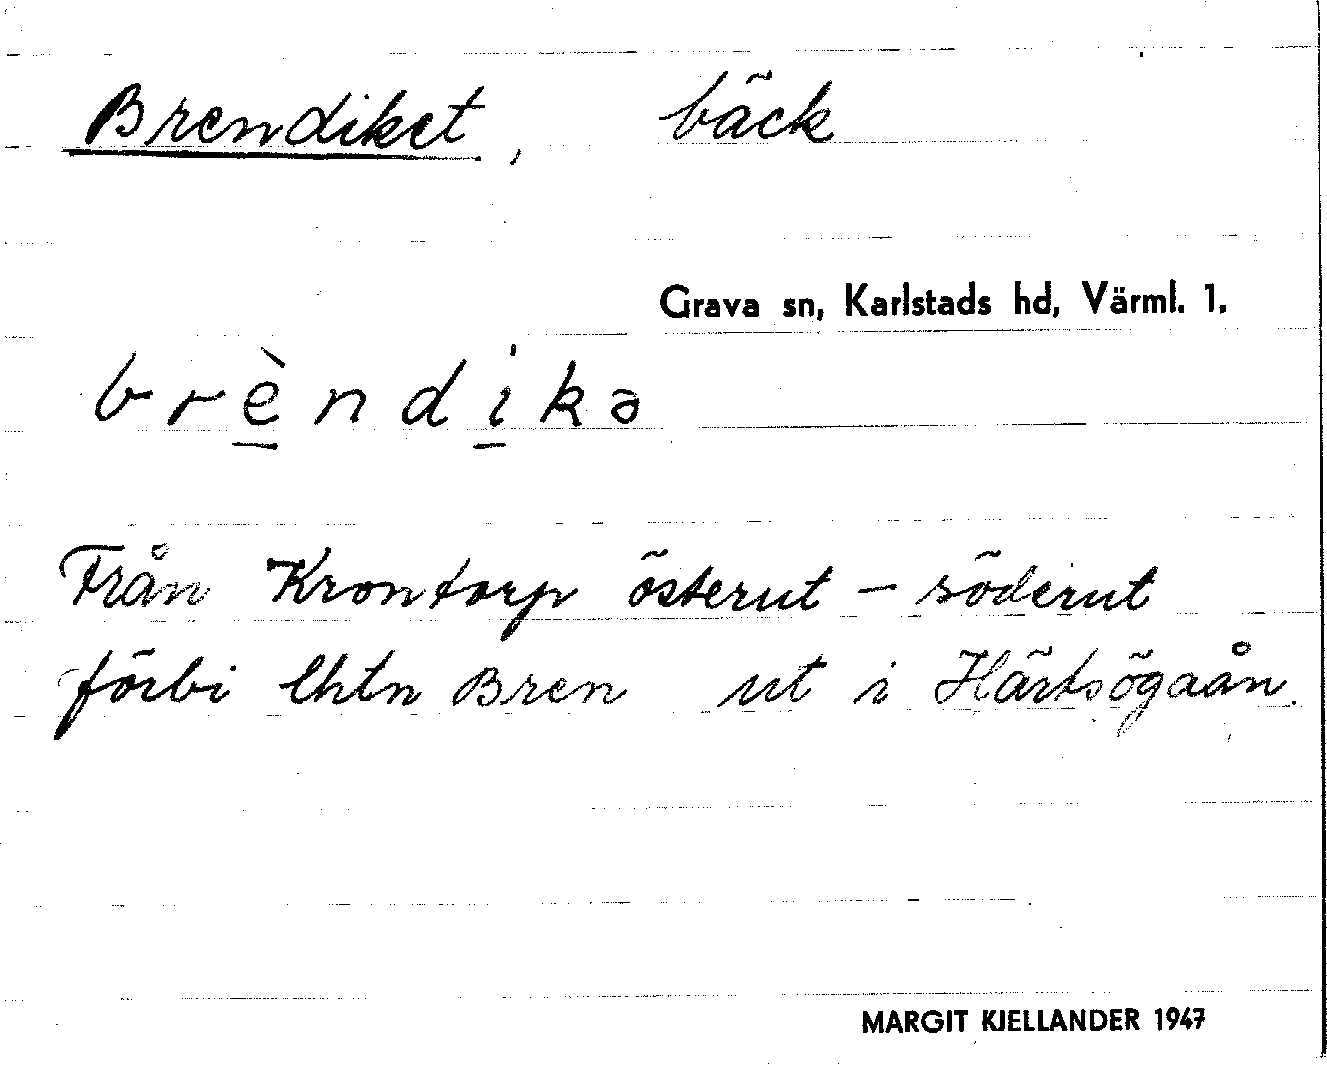 Brendiket, bäck
Grava sn, Karlstads hd, Värml. 1.
brèndikə
Från Krontorp österut – söderut
förbi lhtn Bren ut i Härtsögaån.
MARGIT KJELLANDER 1947